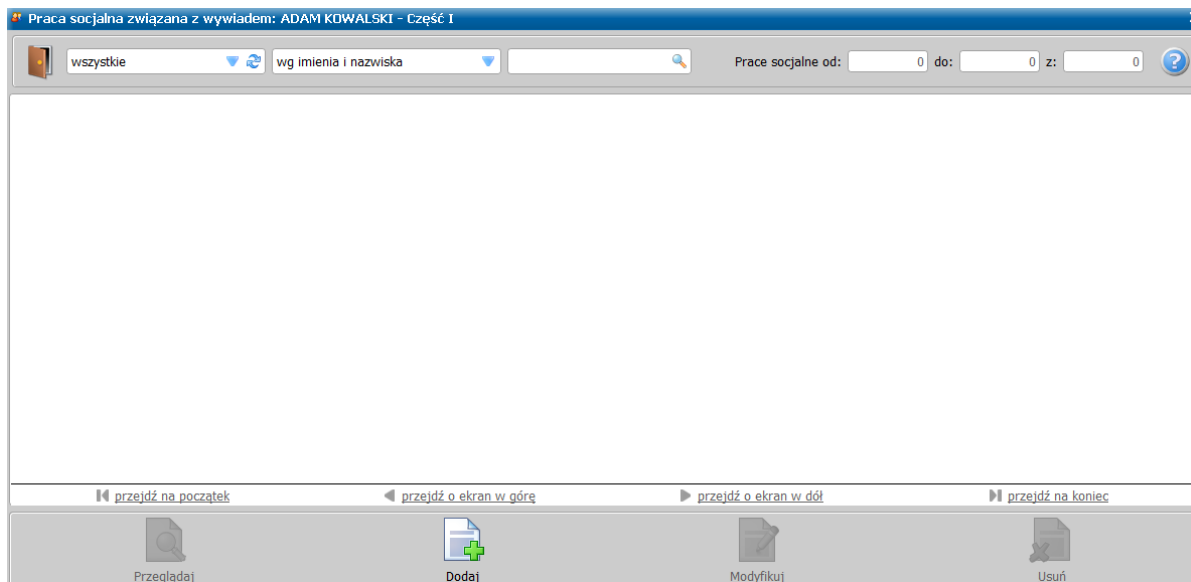 Praca socjalna związana z wywiadem: ADAM KOWALSKI - Część I
wszystkie wg imienia i nazwiska Prace socjalne od: 0 do: 0 z: 0 ?
przejdź na początek przejdź o ekran w górę przejdź o ekran w dół przejdź na koniec
Przeglądaj Dodaj Modyfikuj Usuń